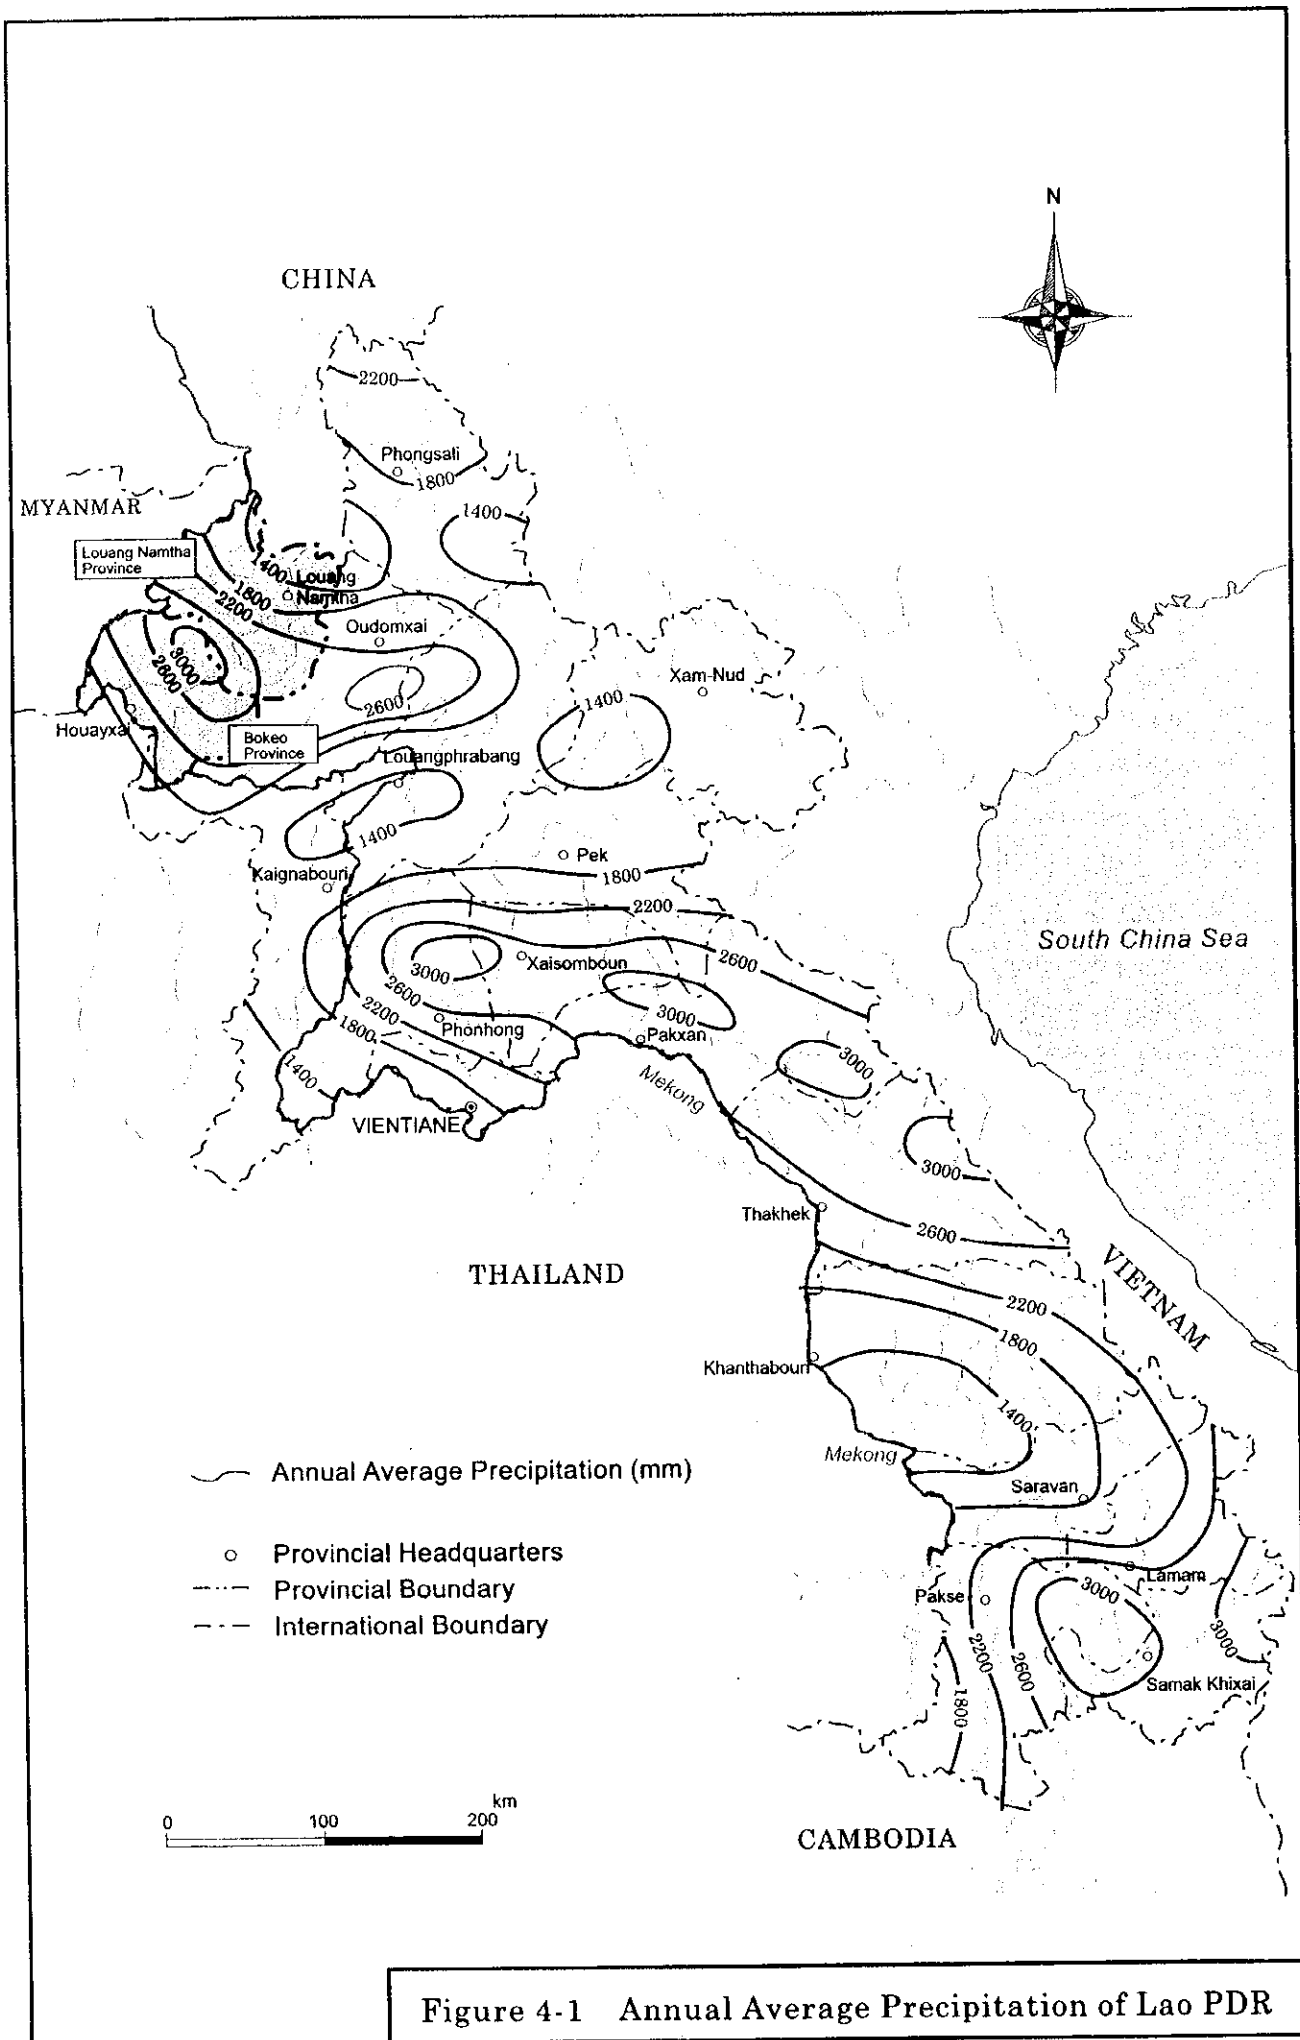 N
CHINA
2200
Phongsali
1800
MYANMAR
1400
Louang Namtha
Province
1400
Louang
Namtha
1800
2200
Oudomxai
3000
2600
Xam-Nud
2600
1400
Houayxai
Bokeo
Province
Louangphrabang
1400
Pek
Kaignabouri
1800
2200
South China Sea
2600
Xaisomboun
3000
2600
3000
2200
Phonhong
1800
Pakxan
3000
1400
Mekong
VIENTIANE
3000
Thakhek
2600
VIETNAM
THAILAND
2200
1800
Khanthabouri
1400
Mekong
Annual Average Precipitation (mm)
Saravan
Provincial Headquarters
Provincial Boundary
International Boundary
Lamam
3000
Pakse
3000
2200
2600
Samak Khixai
1800
km
0 100 200
CAMBODIA
Figure 4-1 Annual Average Precipitation of Lao PDR